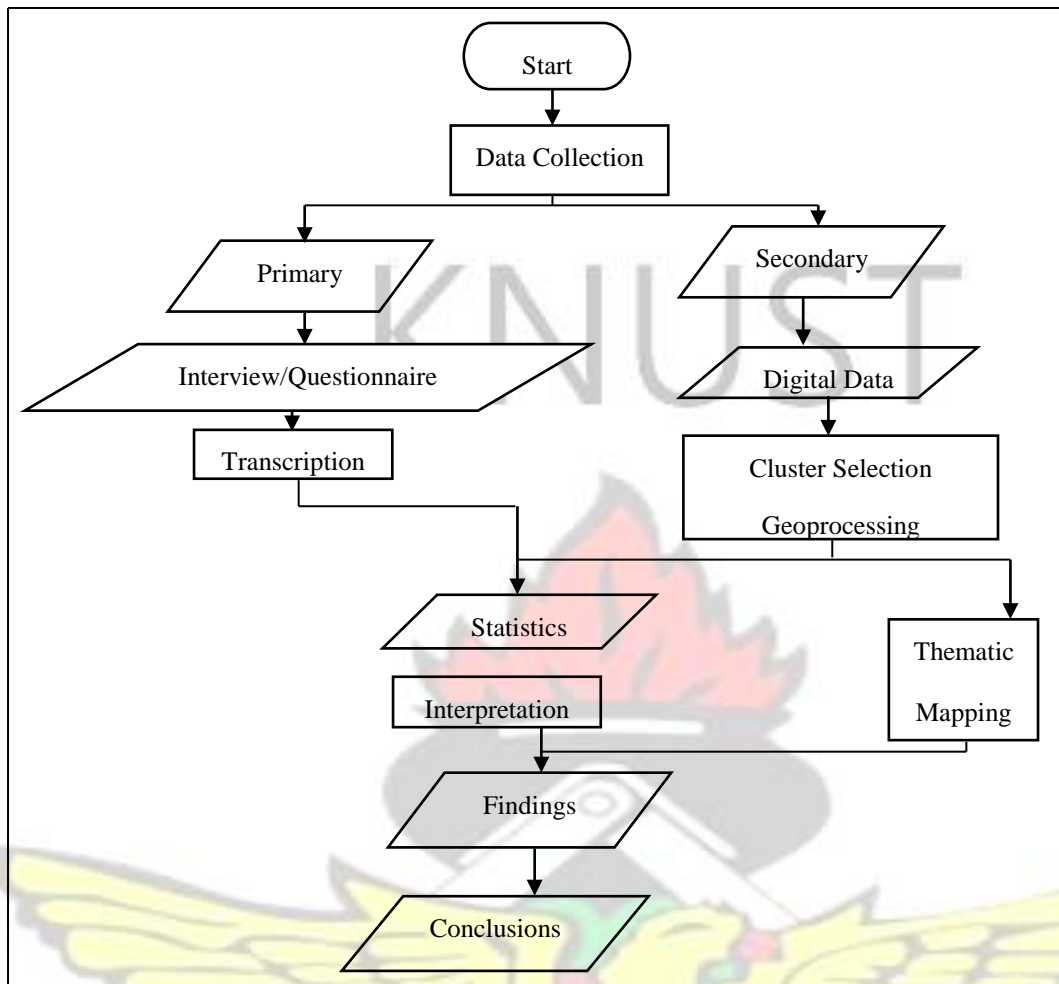 Start
Data Collection
Primary
Secondary
KNUST
Interview/Questionnaire
Digital Data
Transcription
Cluster Selection
Geoprocessing
Statistics
Thematic
Mapping
Interpretation
Findings
Conclusions